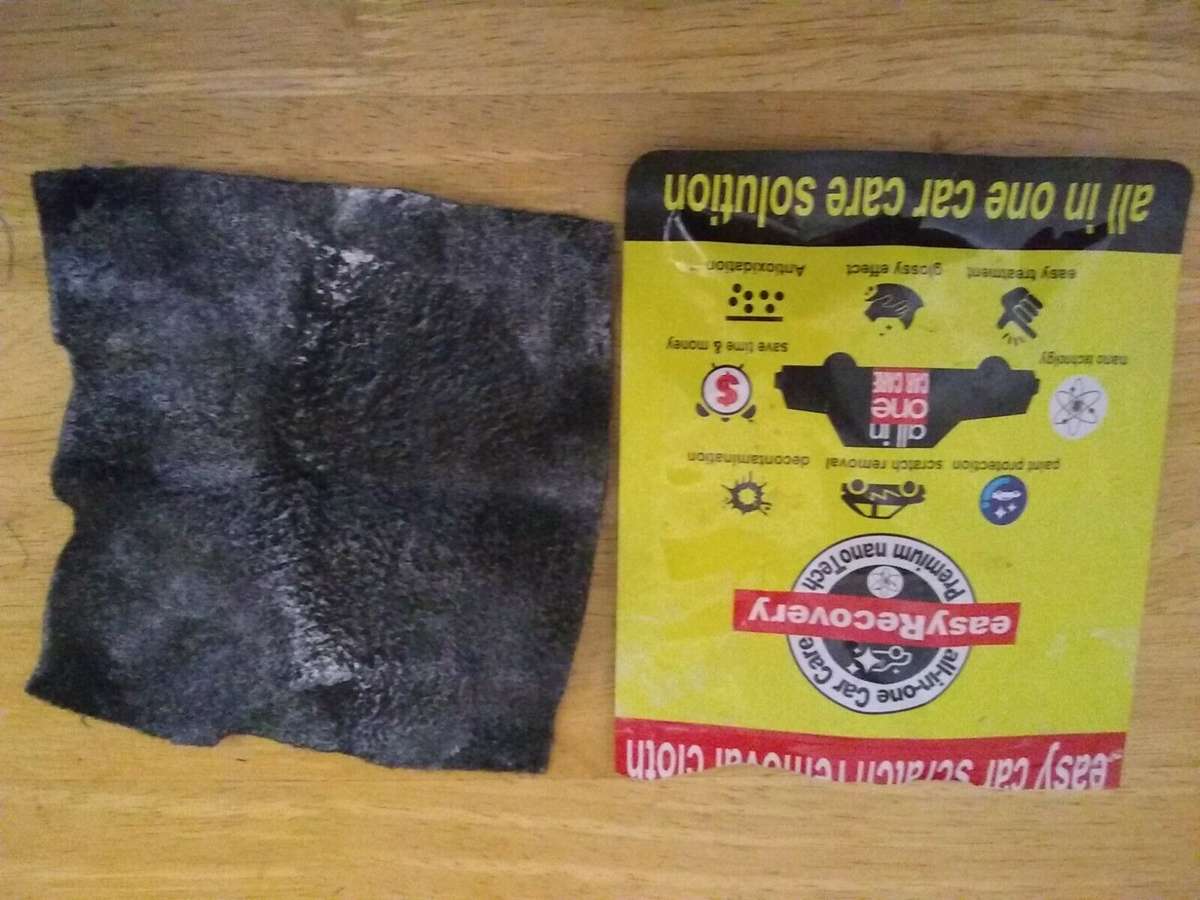 easy car scratch removal cloth
all-in-one Car Care
easyRecovery
Premium nanoTech
paint protection
scratch removal
decontamination
all in
one
CAR CARE
nano technolgy
$
save time & money
easy treatment
glossy effect
Antioxidation
all in one car care solution